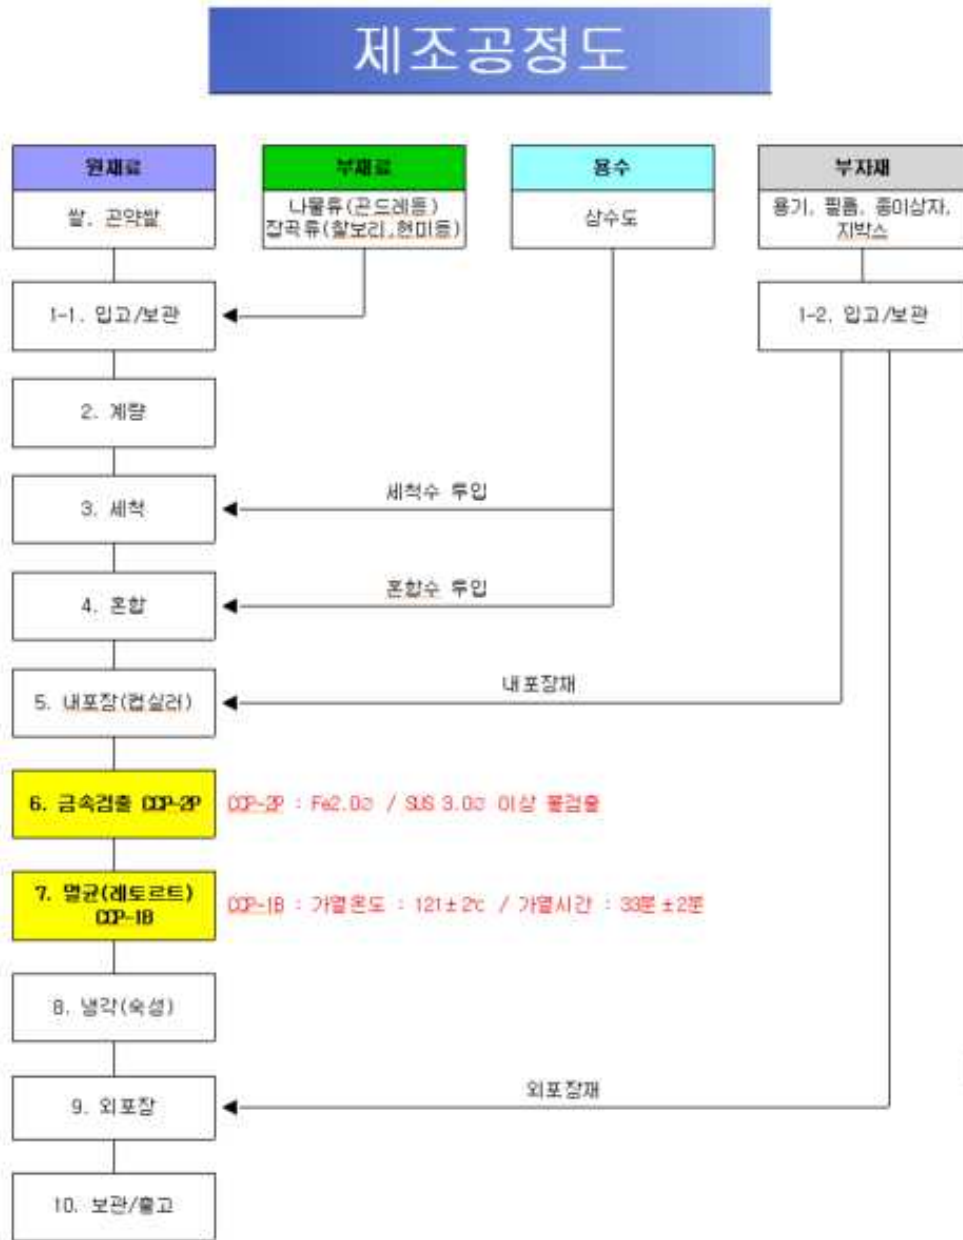 제조공정도
원재료
쌀, 곤약쌀
부재료
나물류(곤드레등)
잡곡류(찰보리,현미등)
용수
상수도
부자재
용기, 필름, 종이상자,
지박스
1-1. 입고/보관
1-2. 입고/보관
2. 계량
3. 세척
세척수 투입
4. 혼합
혼합수 투입
5. 내포장(컵실러)
내포장재
6. 금속검출 CCP-2P
CCP-2P : Fe2.0∅ / SUS 3.0∅ 이상 불검출
7. 멸균(레토르트)
CCP-1B
CCP-1B : 가열온도 : 121±2℃ / 가열시간 : 33분±2분
8. 냉각(숙성)
9. 외포장
외포장재
10. 보관/출고